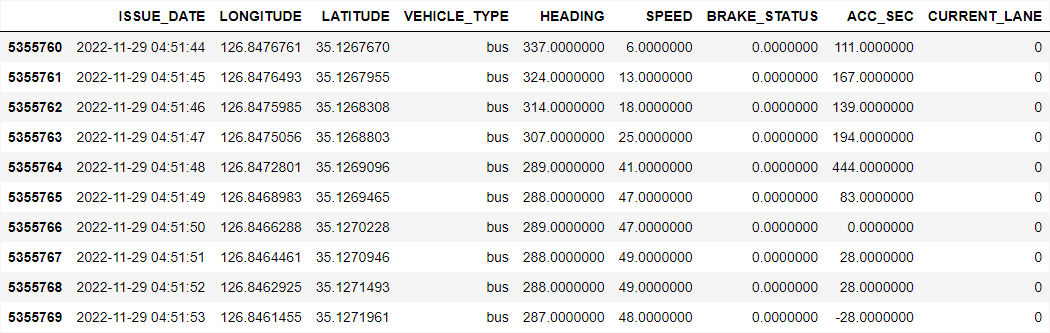 ISSUE_DATE LONGITUDE LATITUDE VEHICLE_TYPE HEADING SPEED BRAKE_STATUS ACC_SEC CURRENT_LANE
5355760 2022-11-29 04:51:44 126.8476761 35.1267670 bus 337.0000000 6.0000000 0.0000000 111.0000000 0
5355761 2022-11-29 04:51:45 126.8476493 35.1267955 bus 324.0000000 13.0000000 0.0000000 167.0000000 0
5355762 2022-11-29 04:51:46 126.8475985 35.1268308 bus 314.0000000 18.0000000 0.0000000 139.0000000 0
5355763 2022-11-29 04:51:47 126.8475056 35.1268803 bus 307.0000000 25.0000000 0.0000000 194.0000000 0
5355764 2022-11-29 04:51:48 126.8472801 35.1269096 bus 289.0000000 41.0000000 0.0000000 444.0000000 0
5355765 2022-11-29 04:51:49 126.8468983 35.1269465 bus 288.0000000 47.0000000 0.0000000 83.0000000 0
5355766 2022-11-29 04:51:50 126.8466288 35.1270228 bus 289.0000000 47.0000000 0.0000000 0.0000000 0
5355767 2022-11-29 04:51:51 126.8464461 35.1270946 bus 288.0000000 49.0000000 0.0000000 28.0000000 0
5355768 2022-11-29 04:51:52 126.8462925 35.1271493 bus 288.0000000 49.0000000 0.0000000 28.0000000 0
5355769 2022-11-29 04:51:53 126.8461455 35.1271961 bus 287.0000000 48.0000000 0.0000000 -28.0000000 0